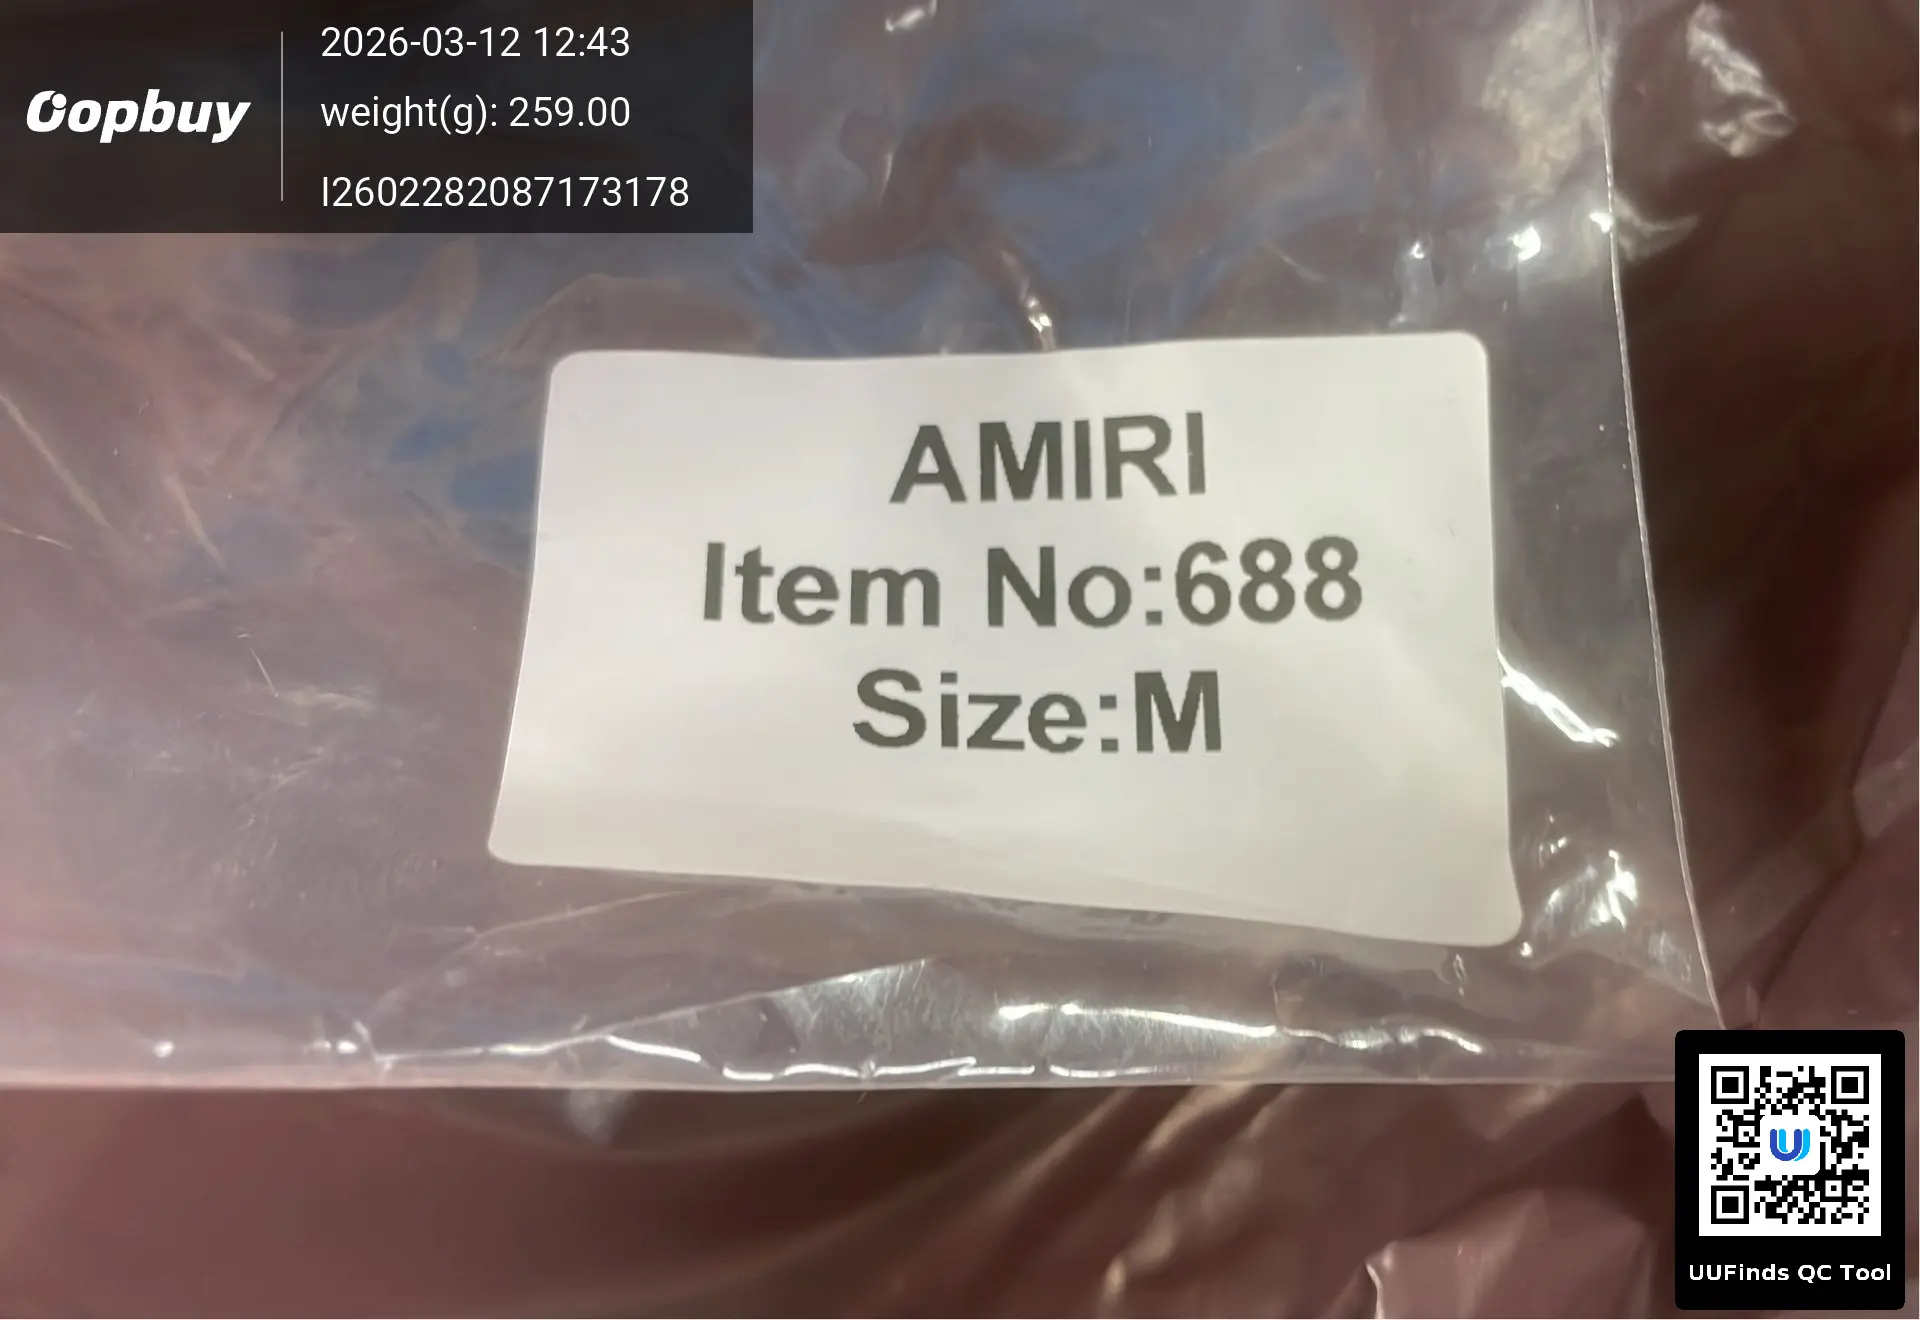 Oopbuy
2026-03-12 12:43
weight(g): 259.00
I2602282087173178
AMIRI
Item No:688
Size:M
UUFinds QC Tool